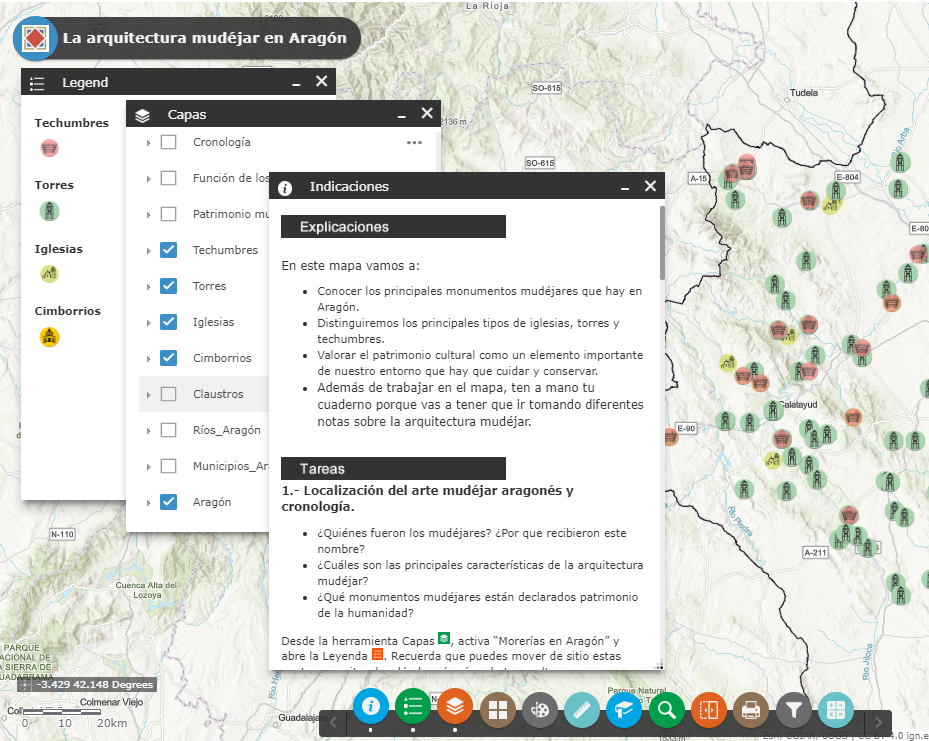 La Rioja
La arquitectura mudéjar en Aragón
Legend
Techumbres
Torres
Iglesias
Cimborrios
Capas
Cronología
Función de los
Patrimonio mu
Techumbres
Torres
Iglesias
Cimborrios
Claustros
Ríos_Aragón
Municipios_Ar
Aragón
Indicaciones
Explicaciones
En este mapa vamos a:
• Conocer los principales monumentos mudéjares que hay en
Aragón.
• Distinguiremos los principales tipos de iglesias, torres y
techumbres.
• Valorar el patrimonio cultural como un elemento importante
de nuestro entorno que hay que cuidar y conservar.
• Además de trabajar en el mapa, ten a mano tu
cuaderno porque vas a tener que ir tomando diferentes
notas sobre la arquitectura mudéjar.
Tareas
1.- Localización del arte mudéjar aragonés y
cronología.
• ¿Quiénes fueron los mudéjares? ¿Por que recibieron este
nombre?
• ¿Cuáles son las principales características de la arquitectura
mudéjar?
• ¿Qué monumentos mudéjares están declarados patrimonio
de la humanidad?
Desde la herramienta Capas , activa “Morerías en Aragón” y
abre la Leyenda . Recuerda que puedes mover de sitio estas
SO-615
2136 m
SO-615
Tudela
Río Arba
A-15
E-804
E-80
Calatayud
E-90
Río Piedra
A-211
Río Jiloca
N-110
Cuenca Alta del
Lozoya
PARQUE
NACIONAL DE
LA SIERRA DE
GUADARRAMA
-3.429 42.148 Degrees
Colmenar Viejo
0 10 20km
Guadalajara
Parque Natural
1533 m
Esri, CGIAR, USGS | CC BY 4.0 ign.e